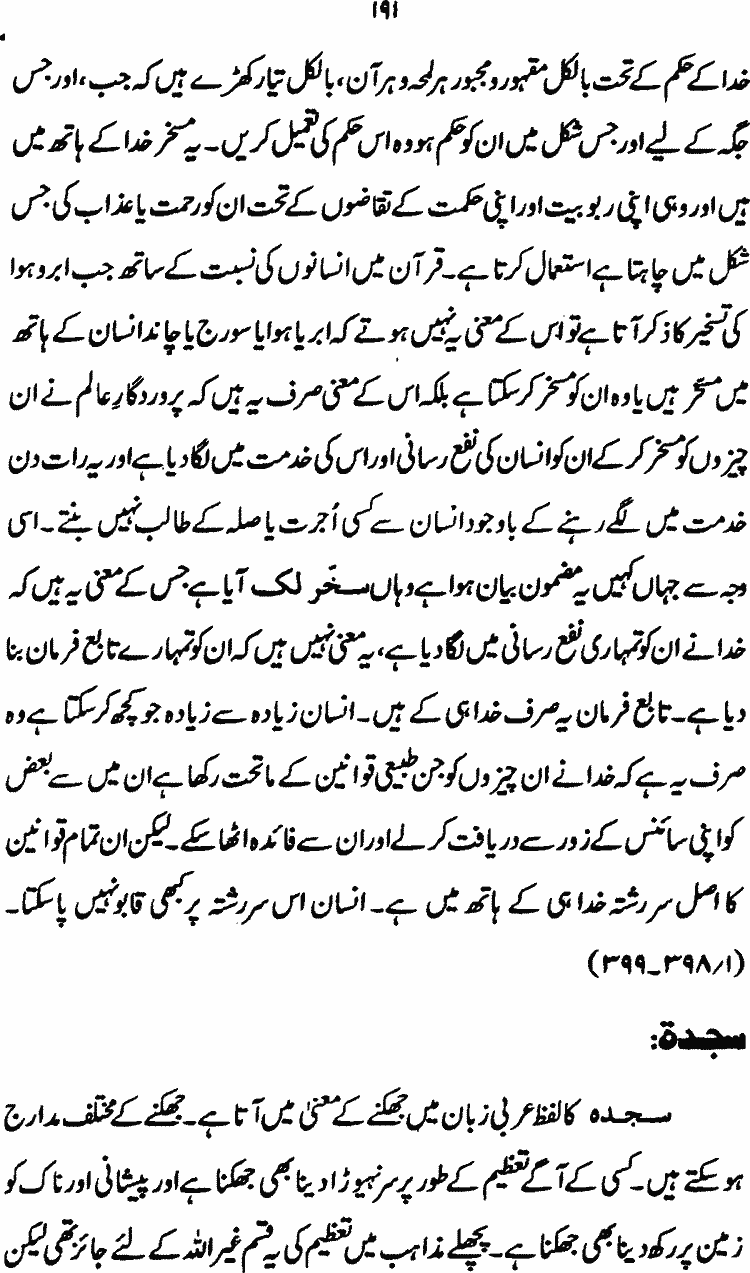 ۱۹۱
خدا کے حکم کے تحت بالکل مقہور و مجبور ہر لمحہ و ہر آن، بالکل تیار کھڑے ہیں کہ جب، اور جس
جگہ کے لیے اور جس شکل میں ان کو حکم ہو وہ اس حکم کی تعمیل کریں۔ یہ مسخر خدا کے ہاتھ میں
ہیں اور وہی اپنی ربوبیت اور اپنی حکمت کے تقاضوں کے تحت ان کو رحمت یا عذاب کی جس
شکل میں چاہتا ہے استعمال کرتا ہے۔ قرآن میں انسانوں کی نسبت کے ساتھ جب ابر و ہوا
کی تسخیر کا ذکر آتا ہے تو اس کے معنی یہ نہیں ہوتے کہ ابر یا ہوا یا سورج یا چاند انسان کے ہاتھ
میں مسخّر ہیں یا وہ ان کو مسخر کر سکتا ہے بلکہ اس کے معنی صرف یہ ہیں کہ پروردگارِ عالم نے ان
چیزوں کو مسخر کر کے ان کو انسان کی نفع رسانی اور اس کی خدمت میں لگا دیا ہے اور یہ رات دن
خدمت میں لگے رہنے کے باوجود انسان سے کسی اُجرت یا صلہ کے طالب نہیں بنتے۔ اسی
وجہ سے جہاں کہیں یہ مضمون بیان ہوا ہے وہاں سخّر لک آیا ہے جس کے معنی یہ ہیں کہ
خدا نے ان کو تمہاری نفع رسانی میں لگا دیا ہے، یہ معنی نہیں ہیں کہ ان کو تمہارے تابع فرمان بنا
دیا ہے۔ تابع فرمان یہ صرف خدا ہی کے ہیں۔ انسان زیادہ سے زیادہ جو کچھ کر سکتا ہے وہ
صرف یہ ہے کہ خدا نے ان چیزوں کو جن طبیعی قوانین کے ماتحت رکھا ہے ان میں سے بعض
کو اپنی سائنس کے زور سے دریافت کر لے اور ان سے فائدہ اٹھا سکے۔ لیکن ان تمام قوانین
کا اصل سررشتہ خدا ہی کے ہاتھ میں ہے۔ انسان اس سررشتہ پر کبھی قابو نہیں پا سکتا۔
(۱/۳۹۸۔۳۹۹)
سجدة:
سجدہ کا لفظ عربی زبان میں جھکنے کے معنیٰ میں آتا ہے۔ جھکنے کے مختلف مدارج
ہو سکتے ہیں۔ کسی کے آگے تعظیم کے طور پر سر نہیوڑا دینا بھی جھکنا ہے اور پیشانی اور ناک کو
زمین پر رکھ دینا بھی جھکنا ہے۔ پچھلے مذاہب میں تعظیم کی یہ قسم غیر اللہ کے لئے جائز تھی لیکن